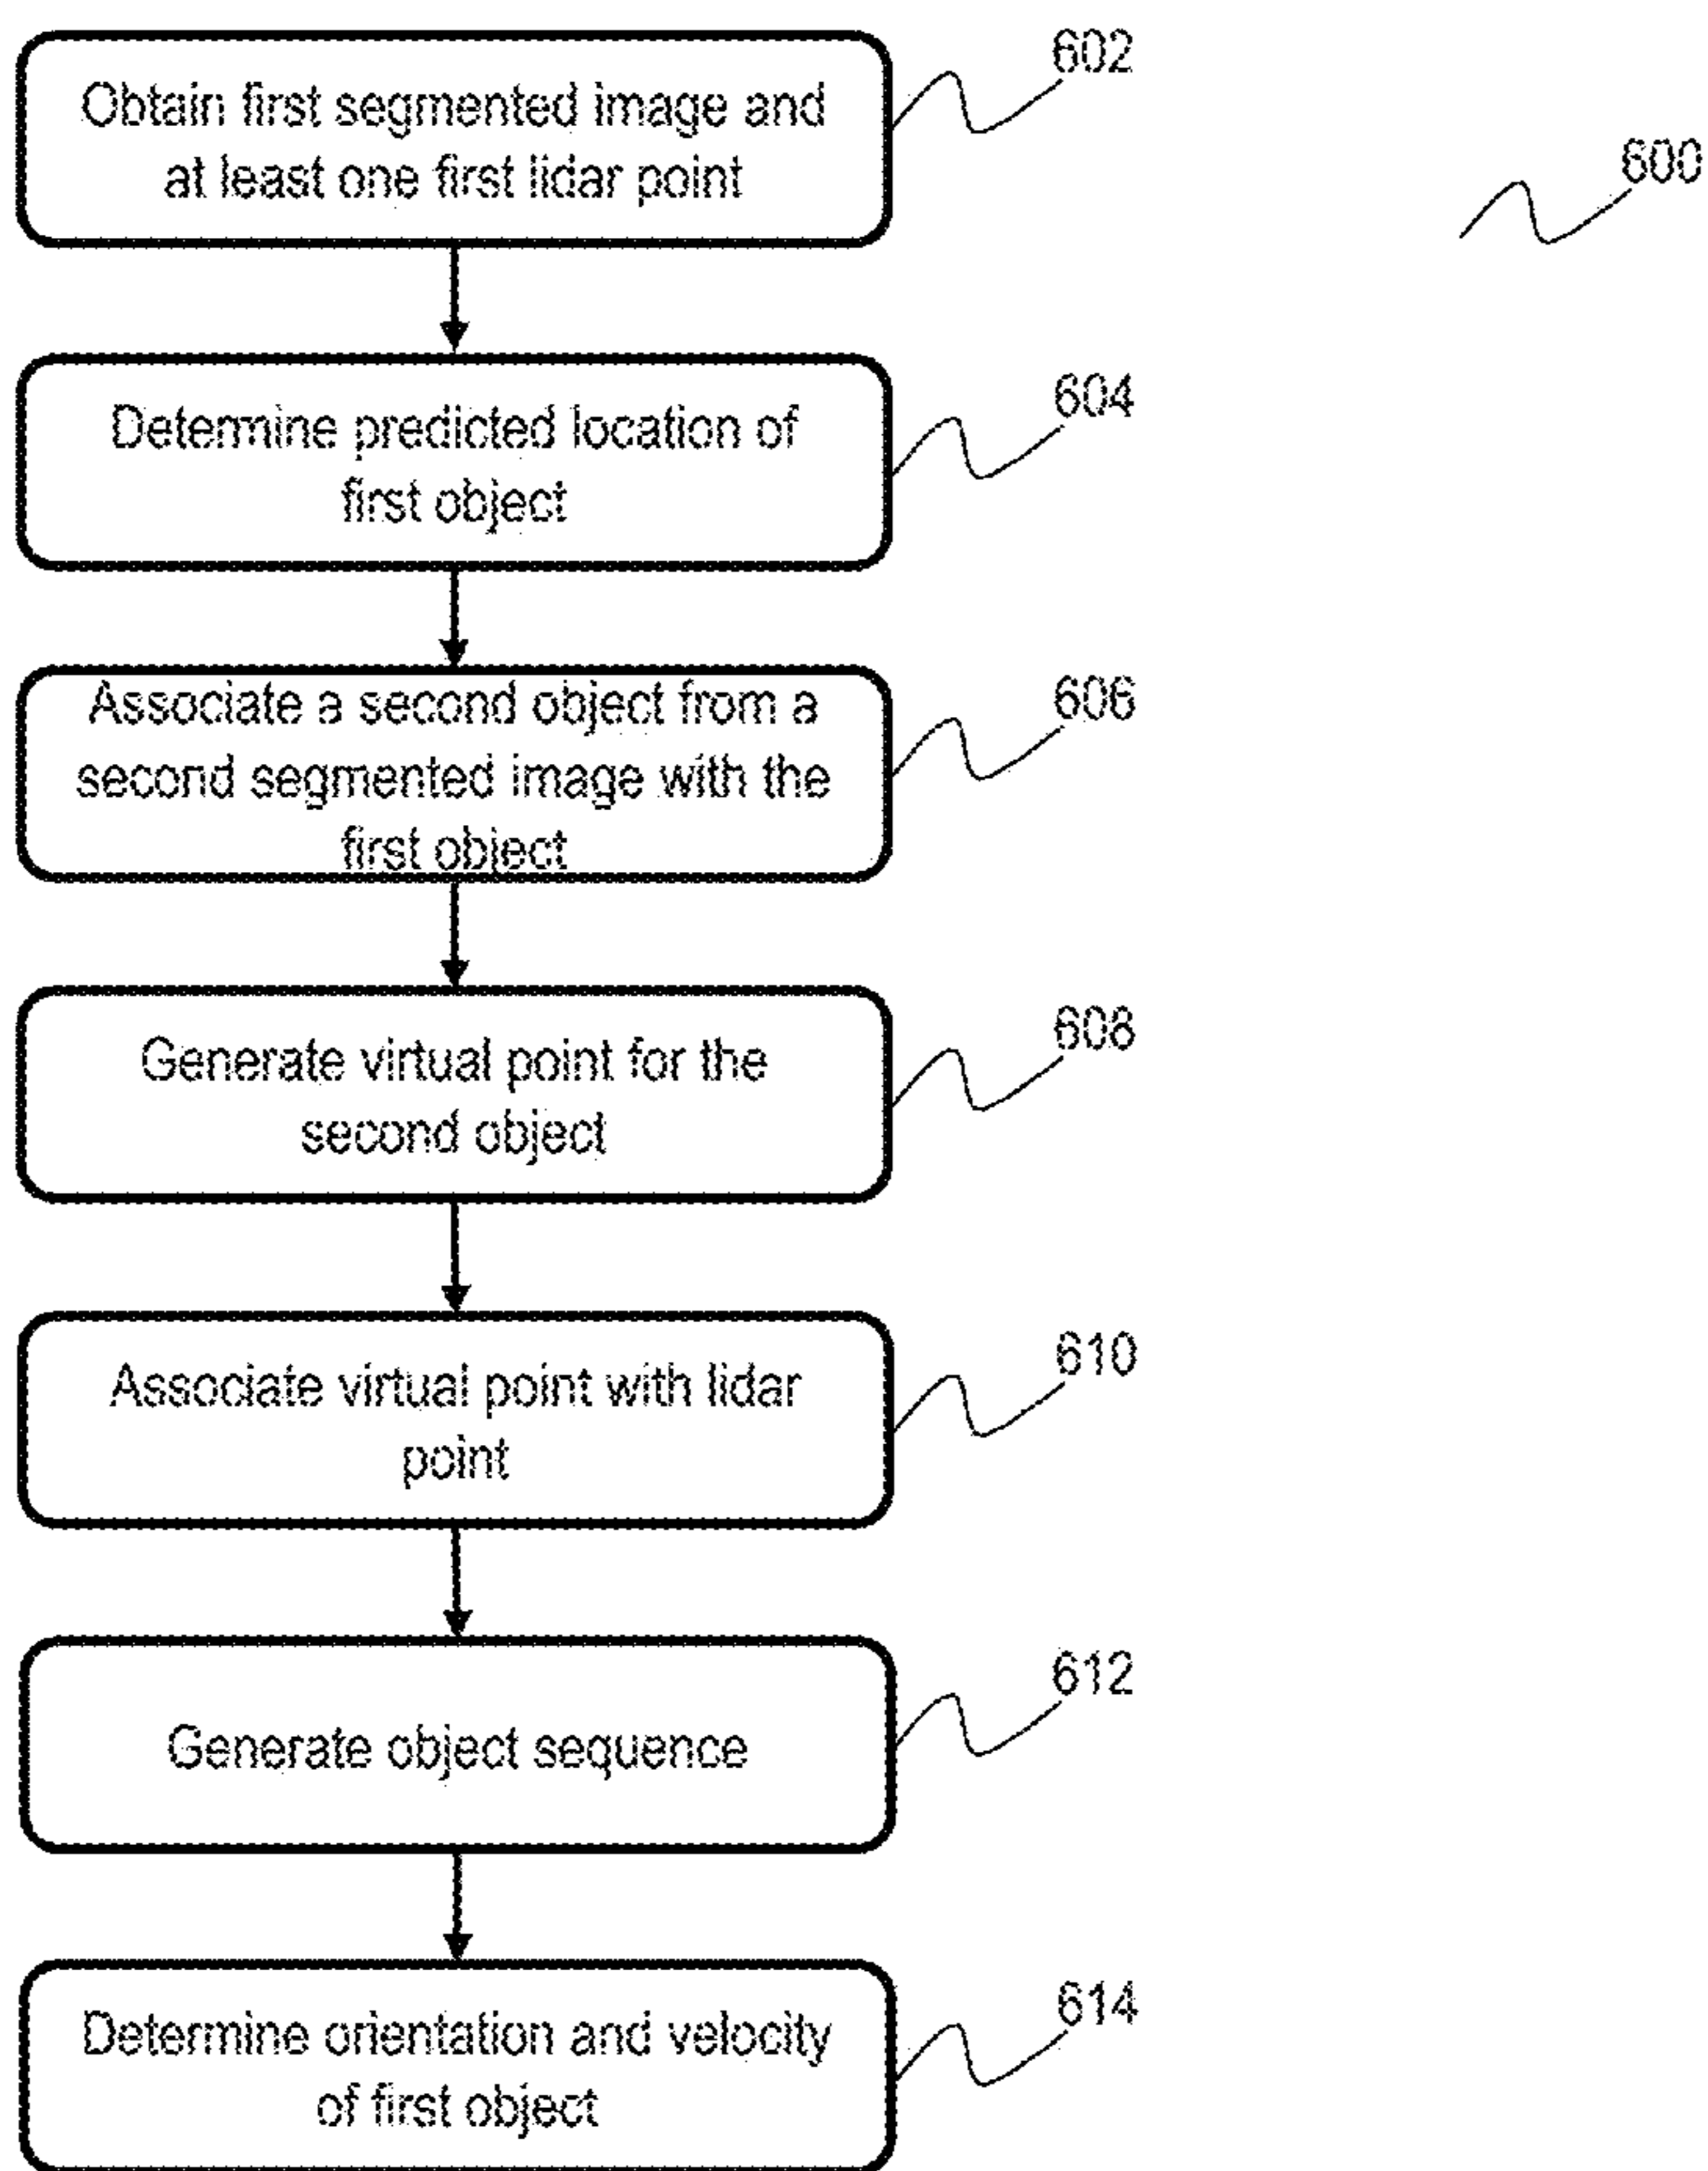 Obtain first segmented image and
at least one first lidar point
602
600
Determine predicted location of
first object
604
Associate a second object from a
second segmented image with the
first object
606
Generate virtual point for the
second object
608
Associate virtual point with lidar
point
610
Generate object sequence
612
Determine orientation and velocity
of first object
614